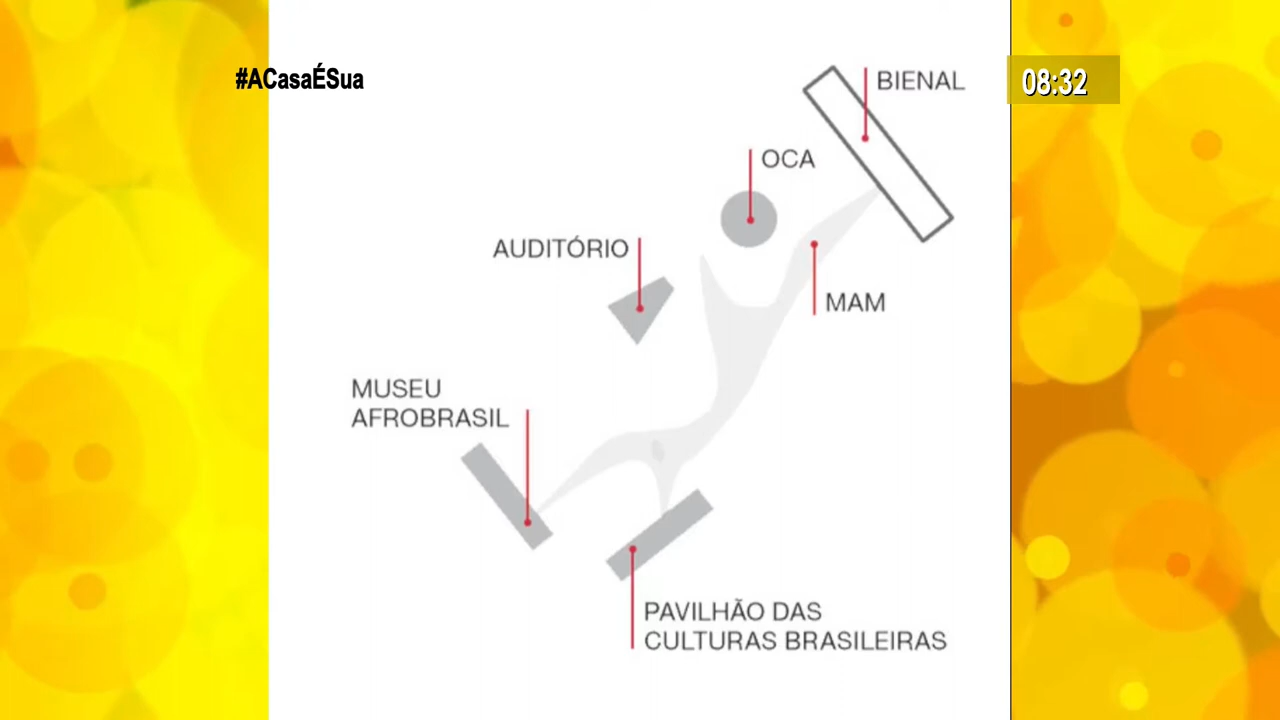 #ACasaÉSua
08:32
BIENAL
OCA
AUDITÓRIO
MAM
MUSEU
AFROBRASIL
PAVILHÃO DAS
CULTURAS BRASILEIRAS